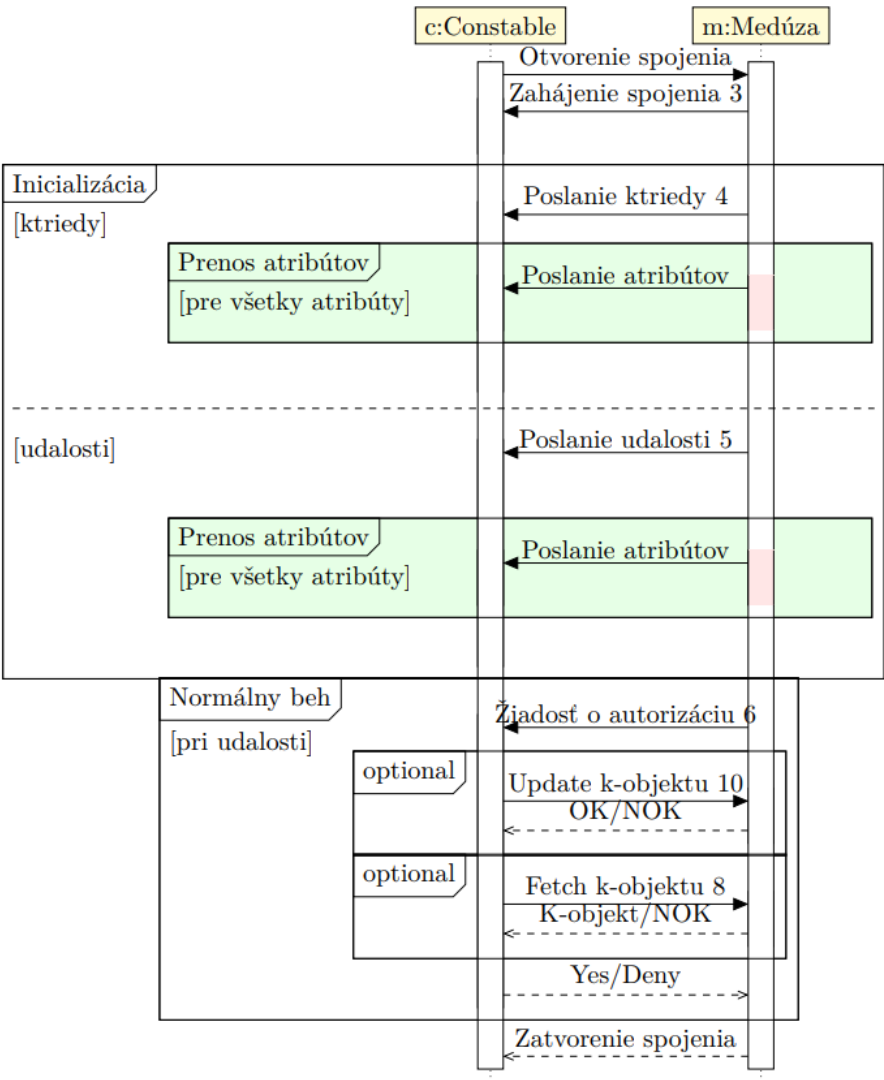 c:Constable
m:Medúza
Otvorenie spojenia
Zahájenie spojenia 3
Inicializácia
Poslanie ktriedy 4
[ktriedy]
Prenos atribútov
Poslanie atribútov
[pre všetky atribúty]
Poslanie udalosti 5
[udalosti]
Prenos atribútov
Poslanie atribútov
[pre všetky atribúty]
Normálny beh
Žiadosť o autorizáciu 6
[pri udalosti]
optional
Update k-objektu 10
OK/NOK
optional
Fetch k-objektu 8
K-objekt/NOK
Yes/Deny
Zatvorenie spojenia